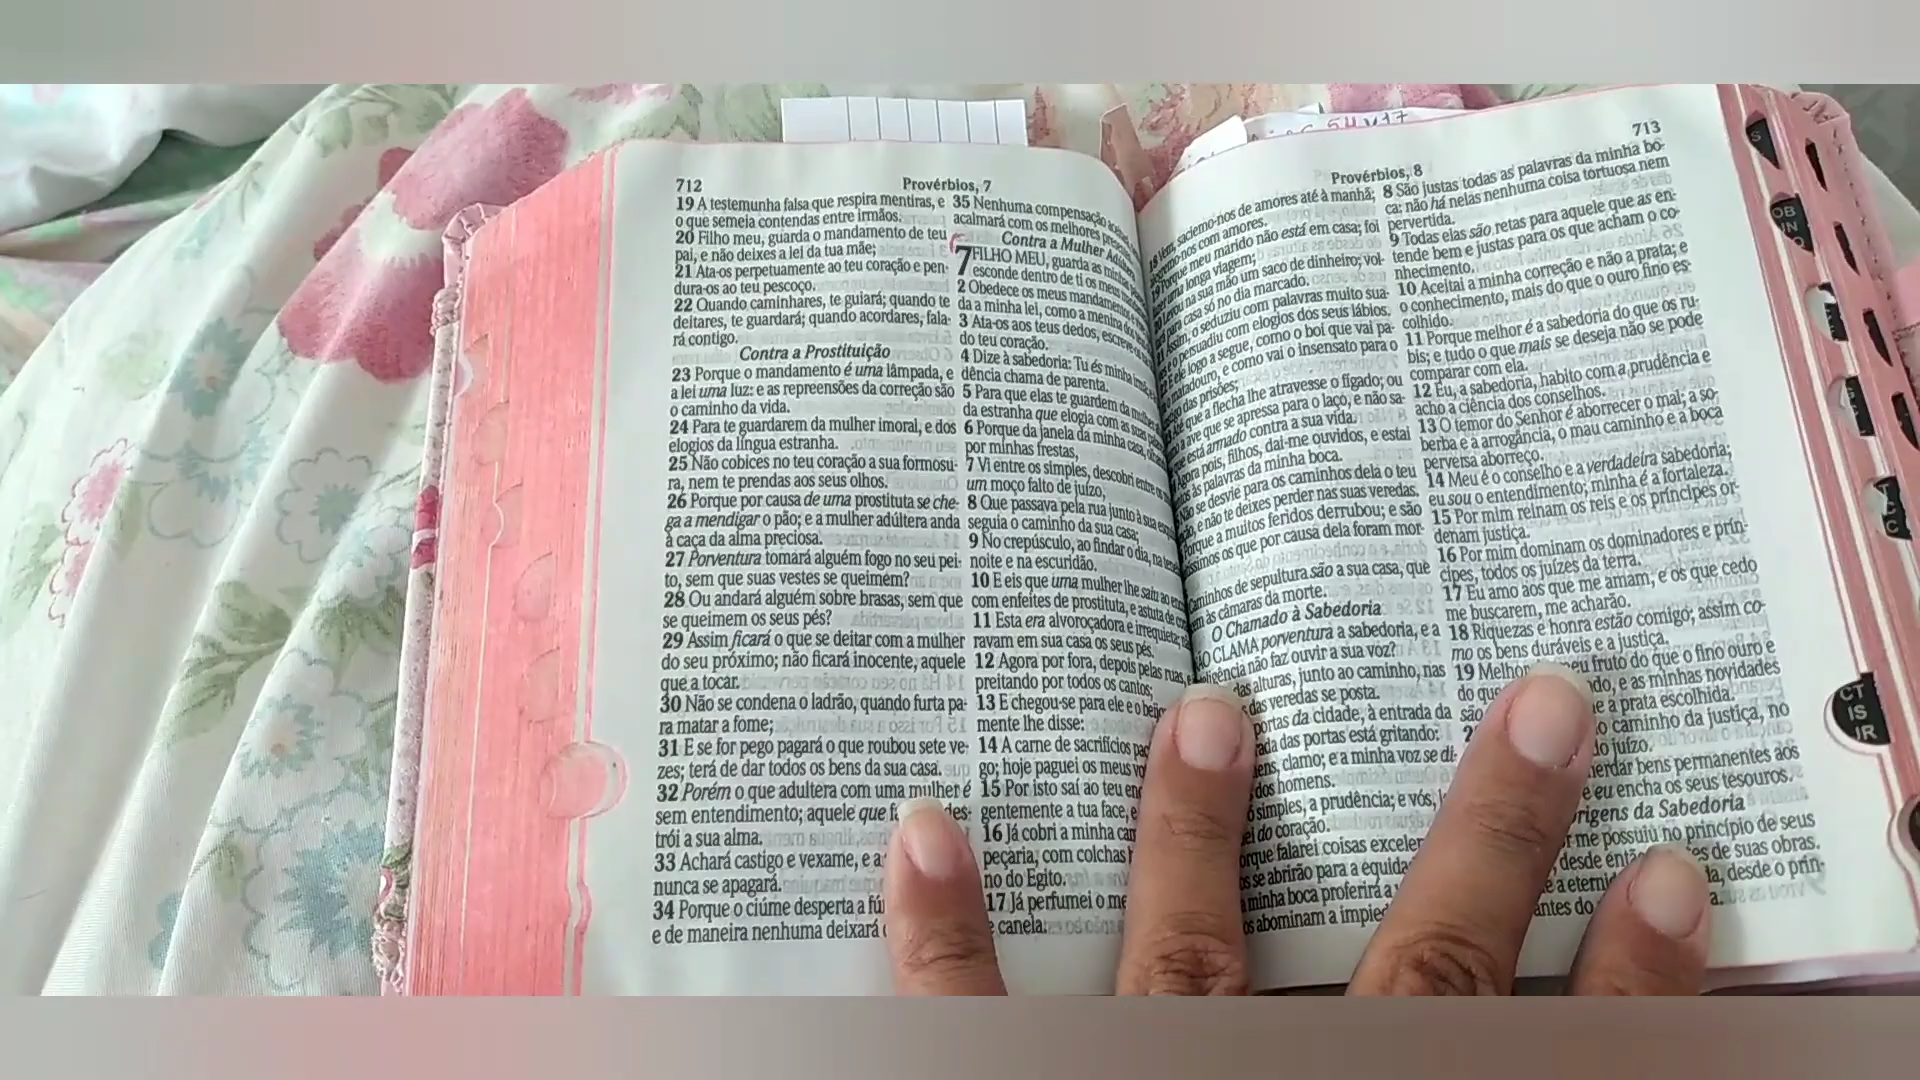 712
Provérbios, 7
19 A testemunha falsa que respira mentiras, e
o que semeia contendas entre irmãos.
20 Filho meu, guarda o mandamento de teu
pai, e não deixes a lei da tua mãe;
21 Ata-os perpetuamente ao teu coração e pen-
dura-os ao teu pescoço.
22 Quando caminhares, te guiará; quando te
deitares, te guardará; quando acordares, fala-
rá contigo.
Contra a Prostituição
23 Porque o mandamento é uma lâmpada, e
a lei uma luz: e as repreensões da correção são
o caminho da vida.
24 Para te guardarem da mulher imoral, e dos
elogios da língua estranha.
25 Não cobices no teu coração a sua formosu-
ra, nem te prendas aos seus olhos.
26 Porque por causa de uma prostituta se che-
ga a mendigar o pão; e a mulher adúltera anda
à caça da alma preciosa.
27 Porventura tomará alguém fogo no seu pei-
to, sem que suas vestes se queimem?
28 Ou andará alguém sobre brasas, sem que
se queimem os seus pés?
29 Assim ficará o que se deitar com a mulher
do seu próximo; não ficará inocente, aquele
que a tocar.
30 Não se condena o ladrão, quando furta pa-
ra matar a fome;
31 E se for pego pagará o que roubou sete ve-
zes; terá de dar todos os bens da sua casa.
32 Porém o que adultera com uma mulher é
sem entendimento; aquele que des-
trói a sua alma.
33 Achará castigo e vexame, e a
nunca se apagará.
34 Porque o ciúme desperta a
e de maneira nenhuma deixará
35 Nenhuma compensação
acalmará com os melhores
Contra a Mulher
7 FILHO MEU, guarda as
esconde dentro de ti os meus
2 Obedece os meus
da a minha lei, como a menina
3 Ata-os aos teus dedos,
do teu coração.
4 Dize à sabedoria: Tu és minha
dência chama de parenta.
5 Para que elas te guardem da
da estranha que elogia com as suas
6 Porque da janela da minha casa,
por minhas frestas,
7 Vi entre os simples, descobri entre os
um moço falto de juízo,
8 Que passava pela rua junto à sua
seguia o caminho da sua casa;
9 No crepúsculo, ao findar o dia, na
noite e na escuridão.
10 E eis que uma mulher lhe saiu ao
com enfeites de prostituta, e astuta de
11 Esta era alvoroçadora e irrequieta;
ravam em sua casa os seus pés.
12 Agora por fora, depois pelas ruas,
preitando por todos os cantos;
13 E chegou-se para ele e o
mente lhe disse:
14 A carne de sacrifícios
go; hoje paguei os meus
15 Por isto saí ao teu
gentemente a tua face, e
16 Já cobri a minha
peçaria, com colchas
no do Egito.
17 Já perfumei o
canela.
54 v17
713
Provérbios, 8
saciemo-nos de amores até à manhã;
com amores.
meu marido não está em casa; foi
longa viagem;
na sua mão um saco de dinheiro; vol-
para casa só no dia marcado.
Assim, o seduziu com palavras muito sua-
e o persuadiu com elogios dos seus lábios.
E ele logo a segue, como o boi que vai pa-
matadouro, e como vai o insensato para o
das prisões;
que a flecha lhe atravesse o fígado; ou
a ave que se apressa para o laço, e não sa-
que está armado contra a sua vida.
Agora pois, filhos, dai-me ouvidos, e estai
às palavras da minha boca.
Não se desvie para os caminhos dela o teu
e não te deixes perder nas suas veredas.
Porque a muitos feridos derrubou; e são
os que por causa dela foram mor-
Caminhos de sepultura são a sua casa, que
às câmaras da morte.
O Chamado à Sabedoria
CLAMA porventura a sabedoria, e a
não faz ouvir a sua voz?
das alturas, junto ao caminho, nas
das veredas se posta.
portas da cidade, à entrada da
das portas está gritando:
clamo; e a minha voz se di-
dos homens.
simples, a prudência; e vós,
do coração.
porque falarei coisas
se abrirão para a
minha boca proferirá a
abominam a
8 São justas todas as palavras da minha bo-
ca; não há nelas nenhuma coisa tortuosa nem
pervertida.
9 Todas elas são retas para aquele que as en-
tende bem e justas para os que acham o co-
nhecimento.
10 Aceitai a minha correção e não a prata; e
o conhecimento, mais do que o ouro fino es-
colhido.
11 Porque melhor é a sabedoria do que os ru-
bis; e tudo o que mais se deseja não se pode
comparar com ela.
12 Eu, a sabedoria, habito com a prudência e
acho a ciência dos conselhos.
13 O temor do Senhor é aborrecer o mal; a so-
berba e a arrogância, o mau caminho e a boca
perversa aborreço.
14 Meu é o conselho e a verdadeira sabedoria;
eu sou o entendimento; minha é a fortaleza.
15 Por mim reinam os reis e os príncipes or-
denam justiça.
16 Por mim dominam os dominadores e prín-
cipes, todos os juízes da terra.
17 Eu amo aos que me amam, e os que cedo
me buscarem, me acharão.
18 Riquezas e honra estão comigo; assim co-
mo os bens duráveis e a justiça.
19 Melhor meu fruto do que o fino ouro e
do que e as minhas novidades
são a prata escolhida.
caminho da justiça, no
do juízo.
herdar bens permanentes aos
e eu encha os seus tesouros.
Origens da Sabedoria
me possuiu no princípio de seus
desde então de suas obras.
desde o prin-
antes do
CT
IS
JR